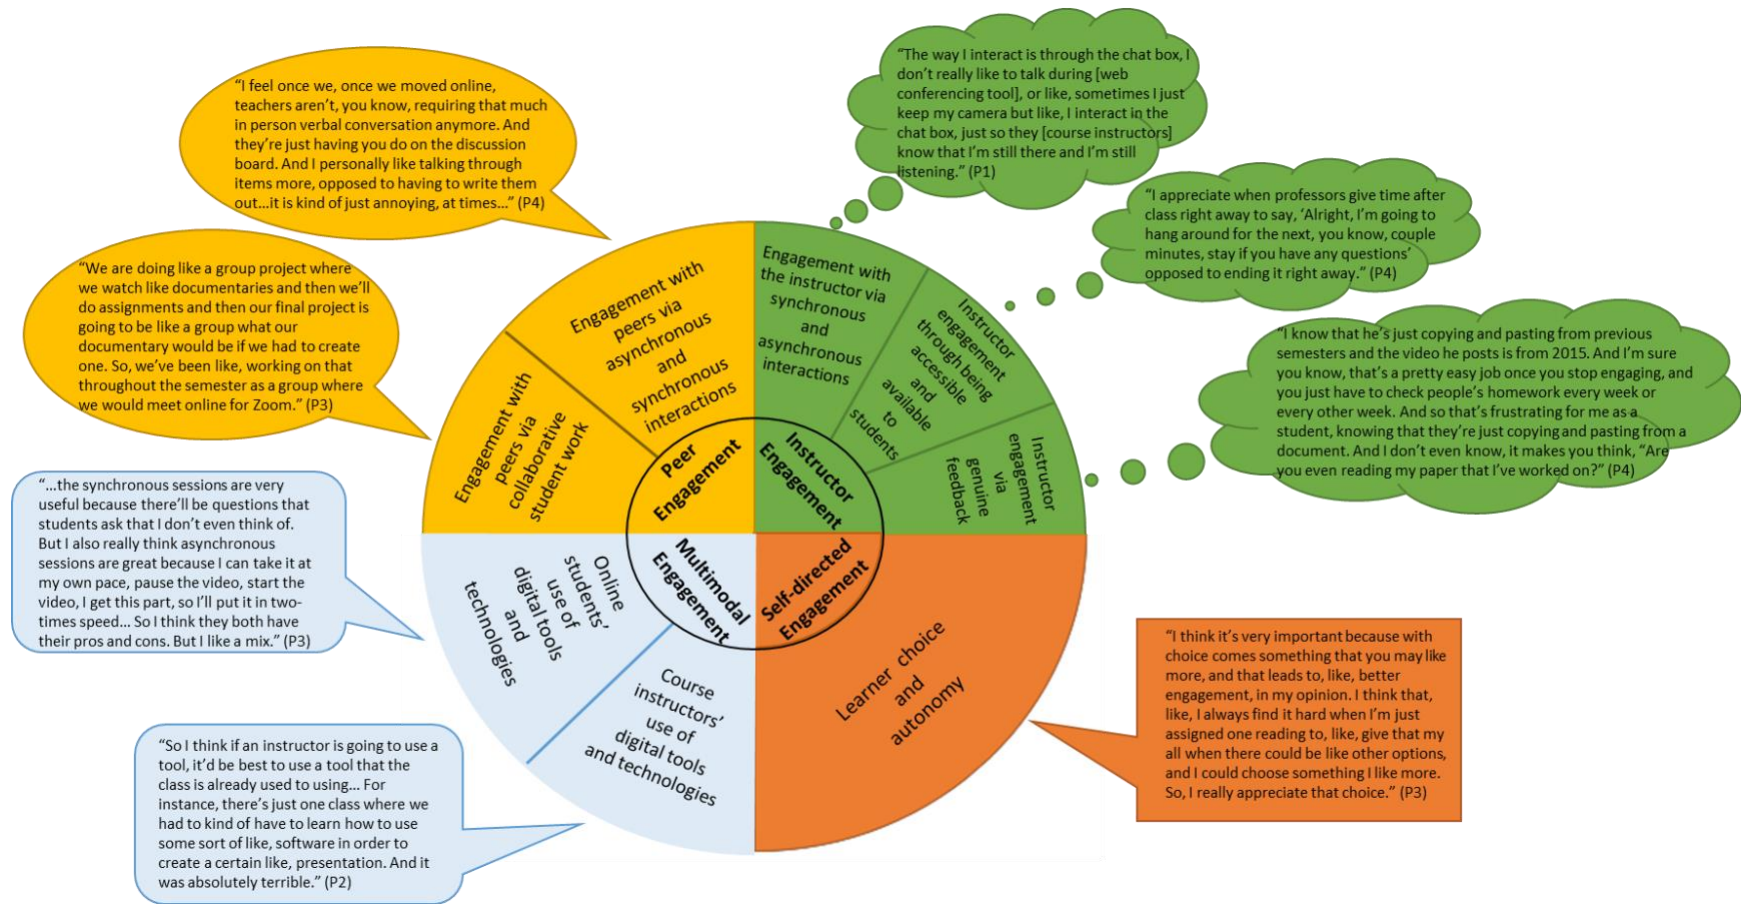 “I feel once we, once we moved online,
teachers aren’t, you know, requiring that much
in person verbal conversation anymore. And
they’re just having you do on the discussion
board. And I personally like talking through
items more, opposed to having to write them
out…it is kind of just annoying, at times…” (P4)
“The way I interact is through the chat box, I
don’t really like to talk during [web
conferencing tool], or like, sometimes I just
keep my camera but like, I interact in the
chat box, just so they [course instructors]
know that I’m still there and I’m still
listening.” (P1)
“I appreciate when professors give time after
class right away to say, ‘Alright, I’m going to
hang around for the next, you know, couple
minutes, stay if you have any questions’
opposed to ending it right away.” (P4)
“We are doing like a group project where
we watch like documentaries and then we’ll
do assignments and then our final project is
going to be like a group what our
documentary would be if we had to create
one. So, we’ve been like, working on that
throughout the semester as a group where
we would meet online for Zoom.” (P3)
“I know that he’s just copying and pasting from previous
semesters and the video he posts is from 2015. And I’m sure
you know, that’s a pretty easy job once you stop engaging, and
you just have to check people’s homework every week or
every other week. And so that’s frustrating for me as a
student, knowing that they’re just copying and pasting from a
document. And I don’t even know, it makes you think, “Are
you even reading my paper that I’ve worked on?” (P4)
Engagement with
peers via
asynchronous
and
synchronous
interactions
Engagement with
the instructor via
synchronous
and
asynchronous
interactions
Instructor
engagement
through being
accessible
and
available
to
students
Instructor
engagement
via
genuine
feedback
Engagement with
peers via
collaborative
student work
Peer
Engagement
Instructor
Engagement
Multimodal
Engagement
Self-directed
Engagement
Online
students’
use of
digital tools
and
technologies
Course
instructors’
use of
digital tools
and technologies
Learner choice
and
autonomy
“…the synchronous sessions are very
useful because there’ll be questions that
students ask that I don’t even think of.
But I also really think asynchronous
sessions are great because I can take it at
my own pace, pause the video, start the
video, I get this part, so I’ll put it in two-
times speed… So I think they both have
their pros and cons. But I like a mix.” (P3)
“So I think if an instructor is going to use a
tool, it’d be best to use a tool that the
class is already used to using… For
instance, there’s just one class where we
had to kind of have to learn how to use
some sort of like, software in order to
create a certain like, presentation. And it
was absolutely terrible.” (P2)
“I think it’s very important because with
choice comes something that you may like
more, and that leads to, like, better
engagement, in my opinion. I think that,
like, I always find it hard when I’m just
assigned one reading to, like, give that my
all when there could be like other options,
and I could choose something I like more.
So, I really appreciate that choice.” (P3)